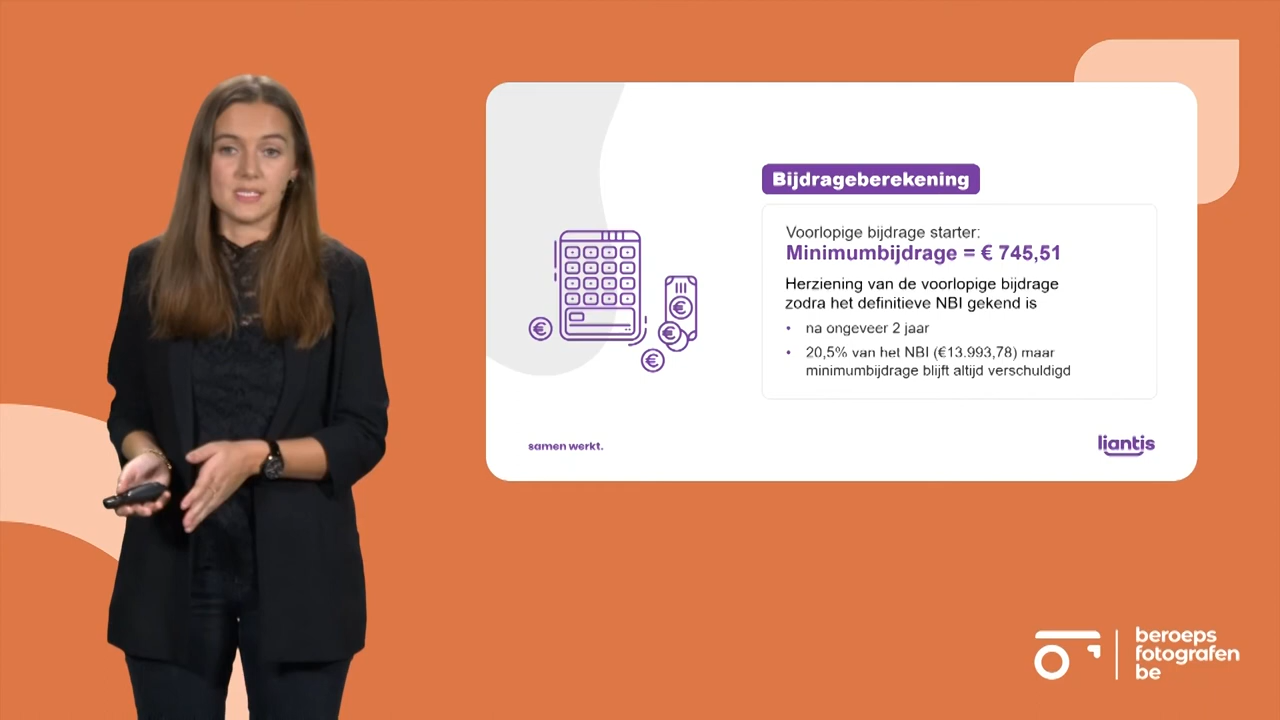 Bijdrageberekening
Voorlopige bijdrage starter:
Minimumbijdrage = € 745,51
Herziening van de voorlopige bijdrage
zodra het definitieve NBI gekend is
• na ongeveer 2 jaar
• 20,5% van het NBI (€13.993,78) maar
minimumbijdrage blijft altijd verschuldigd
samen werkt.
liantis
beroeps
fotografen
be